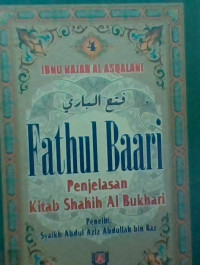 4
IBNU HAJAR AL ASQALANI
فتح الباري
Fathul Baari
Penjelasan
Kitab Shahih Al Bukhari
Peneliti:
Syaikh Abdul Aziz Abdullah bin Baz